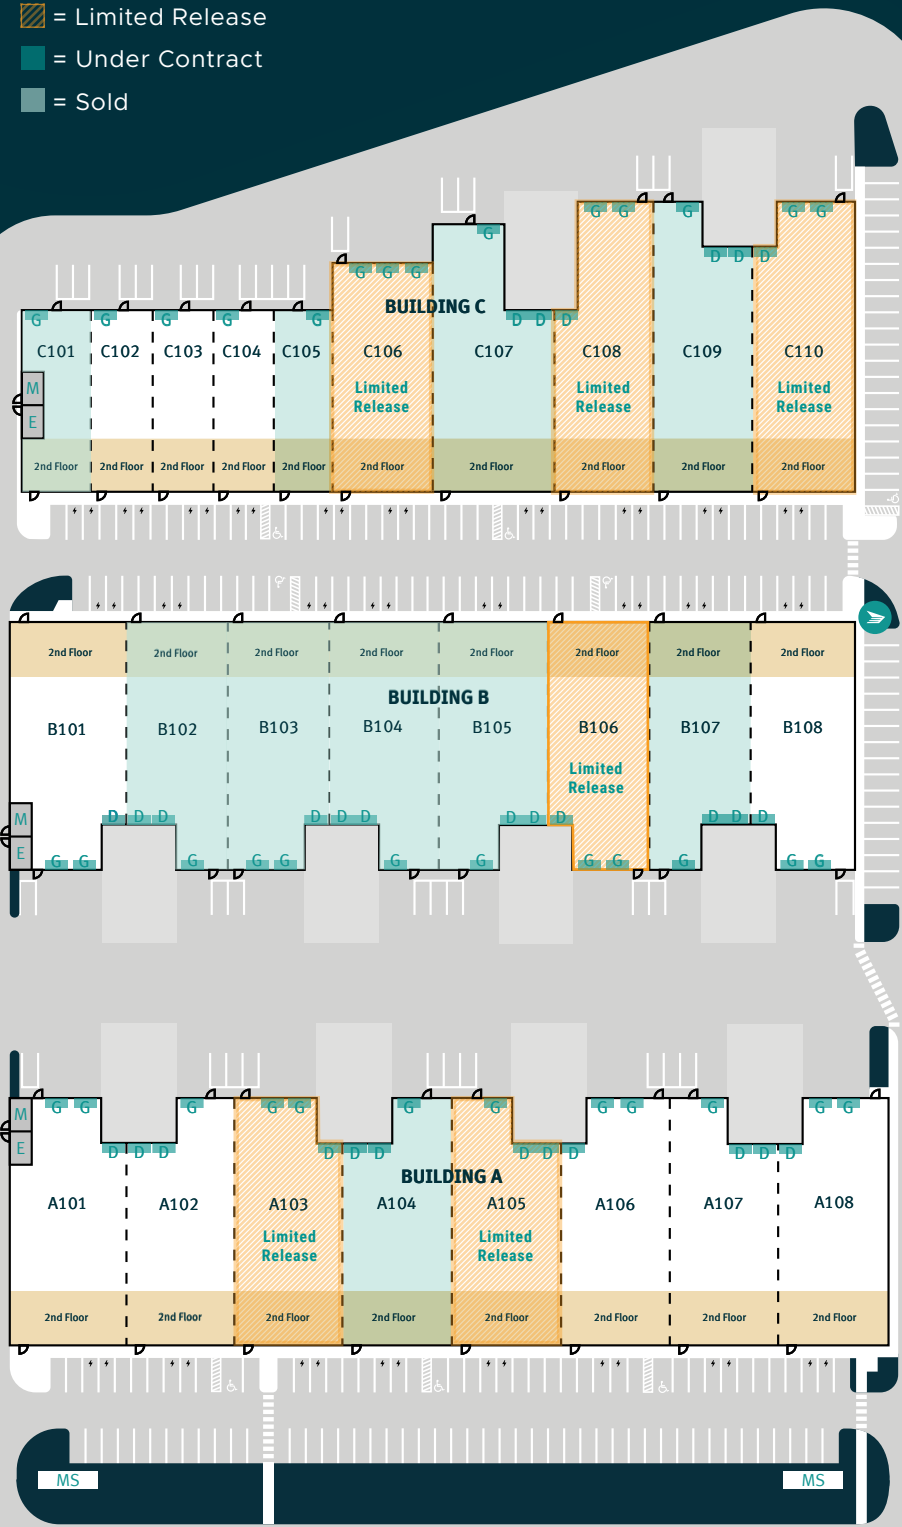 = Limited Release
= Under Contract
= Sold
G
D D D
G G
G G
G
G G G
G G G G G
D D D
BUILDING C
C101 C102 C103 C104 C105 C106 C107 C108 C109 C110
M
Limited Release
Limited Release
Limited Release
E
2nd Floor 2nd Floor 2nd Floor 2nd Floor 2nd Floor 2nd Floor 2nd Floor 2nd Floor 2nd Floor 2nd Floor
2nd Floor 2nd Floor 2nd Floor 2nd Floor 2nd Floor 2nd Floor 2nd Floor 2nd Floor
BUILDING B
B101 B102 B103 B104 B105 B106 B107 B108
Limited
Release
M
D D D D D D D D D D D D
E
G G G G G G G G G G G G
M
G G G G G G G G G G G G
E
D D D D D D D D D D D D
BUILDING A
A101 A102 A103 A104 A105 A106 A107 A108
Limited Release
Limited Release
2nd Floor 2nd Floor 2nd Floor 2nd Floor 2nd Floor 2nd Floor 2nd Floor 2nd Floor
MS MS